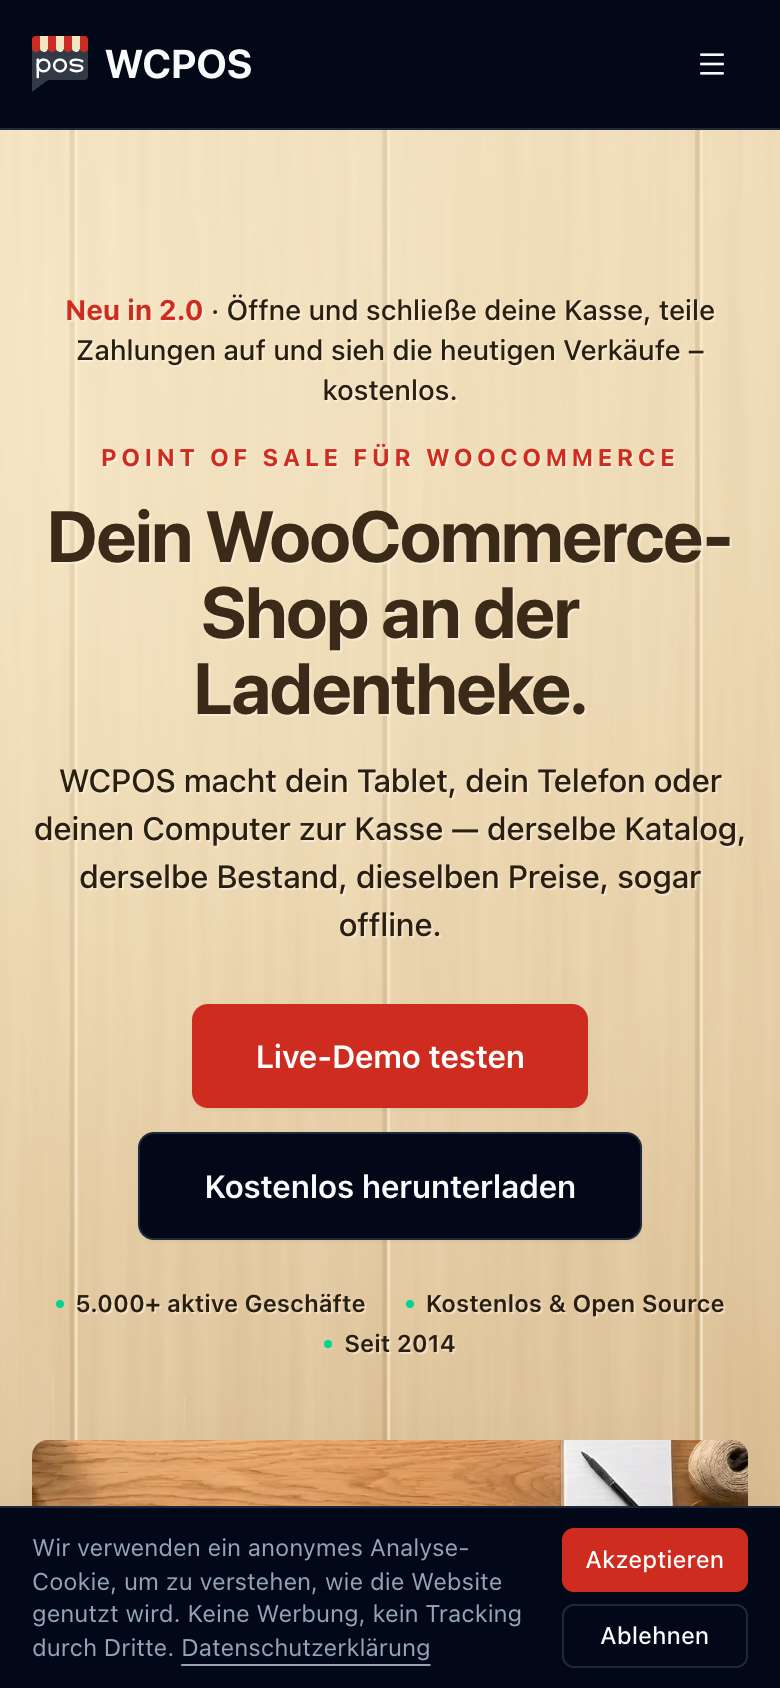 pos WCPOS
Neu in 2.0 · Öffne und schließe deine Kasse, teile
Zahlungen auf und sieh die heutigen Verkäufe –
kostenlos.
POINT OF SALE FÜR WOOCOMMERCE
Dein WooCommerce-
Shop an der
Ladentheke.
WCPOS macht dein Tablet, dein Telefon oder
deinen Computer zur Kasse — derselbe Katalog,
derselbe Bestand, dieselben Preise, sogar
offline.
Live-Demo testen
Kostenlos herunterladen
5.000+ aktive Geschäfte
Kostenlos & Open Source
Seit 2014
Wir verwenden ein anonymes Analyse-
Cookie, um zu verstehen, wie die Website
genutzt wird. Keine Werbung, kein Tracking
durch Dritte. Datenschutzerklärung
Akzeptieren
Ablehnen